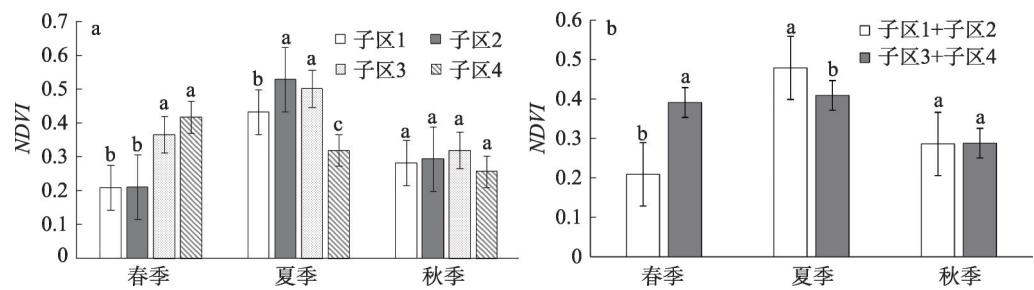 a
NDVI
0.7
0.6
0.5
0.4
0.3
0.2
0.1
0
子区1 子区2
子区3 子区4
b b a a
b a a c
a a a a
春季 夏季 秋季
b
NDVI
0.6
0.5
0.4
0.3
0.2
0.1
0
子区1+子区2
子区3+子区4
b a
a b
a a
春季 夏季 秋季